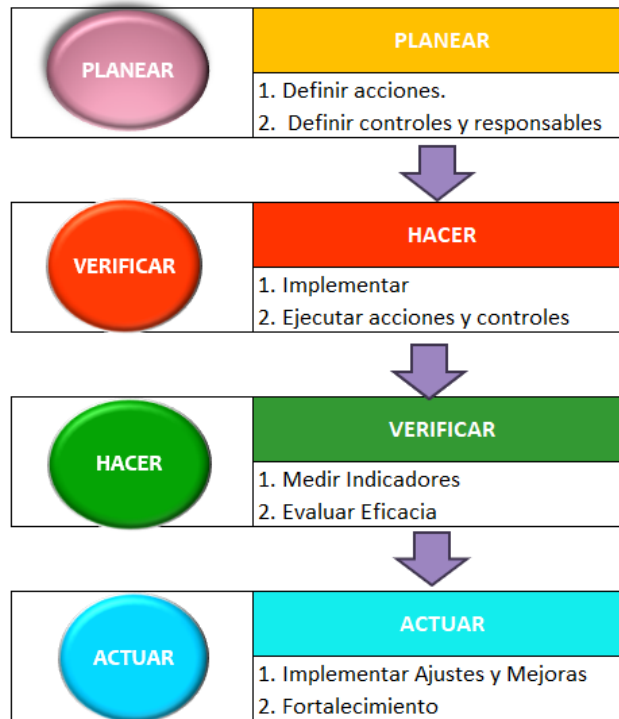 PLANEAR
PLANEAR
1. Definir acciones.
2. Definir controles y responsables
VERIFICAR
HACER
1. Implementar
2. Ejecutar acciones y controles
HACER
VERIFICAR
1. Medir Indicadores
2. Evaluar Eficacia
ACTUAR
ACTUAR
1. Implementar Ajustes y Mejoras
2. Fortalecimiento